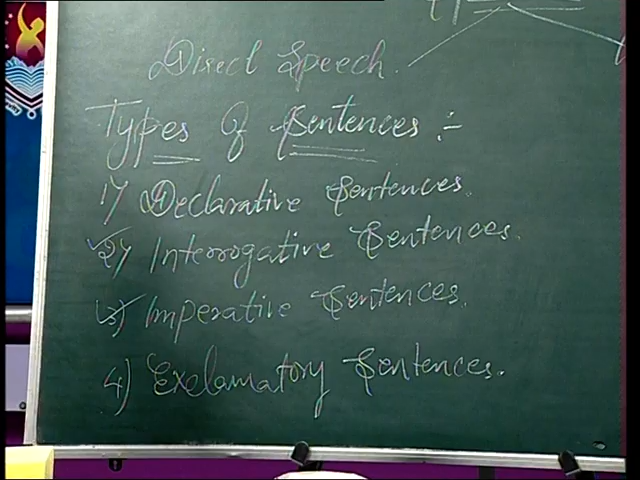 Direct Speech.
Types of Sentences :-
1) Declarative Sentences.
2) Interrogative Sentences.
3) Imperative Sentences.
4) Exclamatory Sentences.